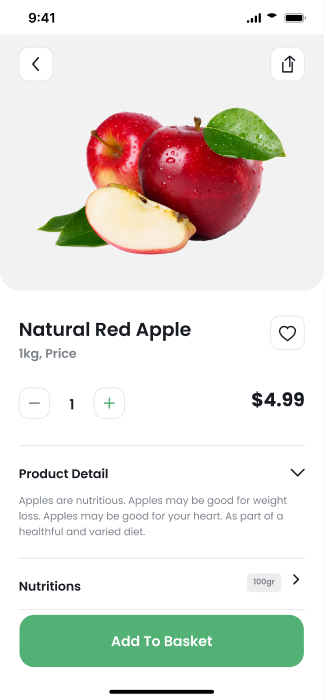 9:41
Natural Red Apple
1kg, Price
1
$4.99
Product Detail
Apples are nutritious. Apples may be good for weight
loss. Apples may be good for your heart. As part of a
healthful and varied diet.
Nutritions
100gr
Add To Basket